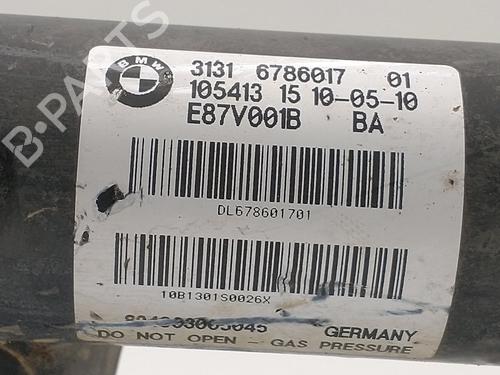 BMW
3131 6786017 01
105413 15 10-05-10
E87V001B BA
DL678601701
10B1301S0026X
GERMANY
DO NOT OPEN - GAS PRESSURE